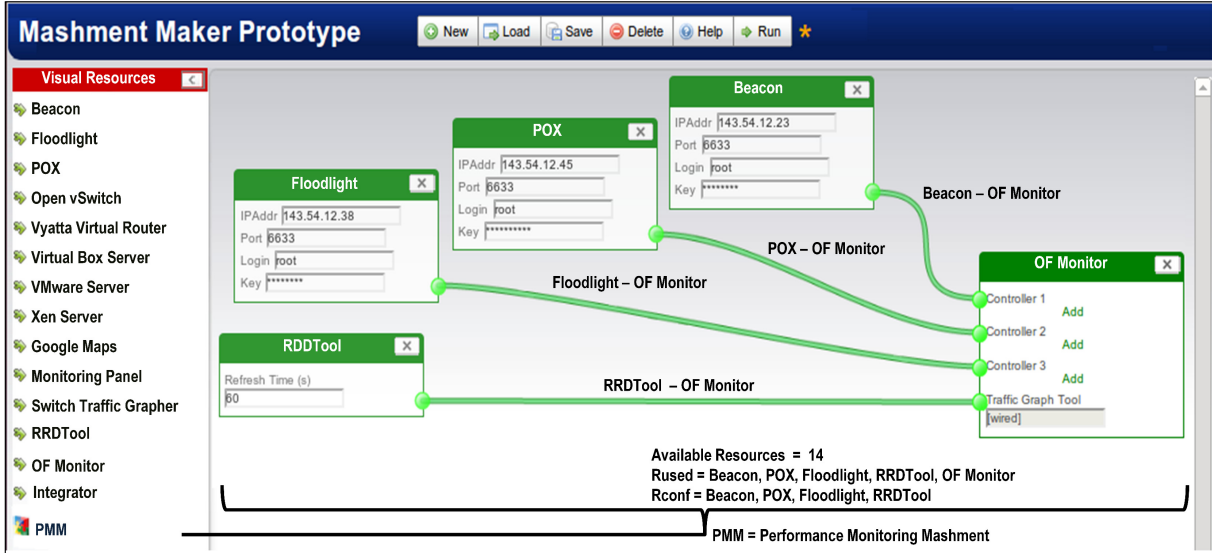 Mashment Maker Prototype
New Load Save Delete Help Run *
Visual Resources <
Beacon
Floodlight
POX
Open vSwitch
Vyatta Virtual Router
Virtual Box Server
VMware Server
Xen Server
Google Maps
Monitoring Panel
Switch Traffic Grapher
RRDTool
OF Monitor
Integrator
PMM
Beacon X
IPAddr 143.54.12.23
Port 6633
Login root
Key ********
POX X
IPAddr 143.54.12.45
Port 6633
Login root
Key **********
Floodlight X
IPAddr 143.54.12.38
Port 6633
Login root
Key ********
RDDTool X
Refresh Time (s)
60
Beacon – OF Monitor
POX – OF Monitor
Floodlight – OF Monitor
RRDTool – OF Monitor
OF Monitor X
Controller 1
Add
Controller 2
Add
Controller 3
Add
Traffic Graph Tool
[wired]
Available Resources = 14
Rused = Beacon, POX, Floodlight, RRDTool, OF Monitor
Rconf = Beacon, POX, Floodlight, RRDTool
PMM = Performance Monitoring Mashment